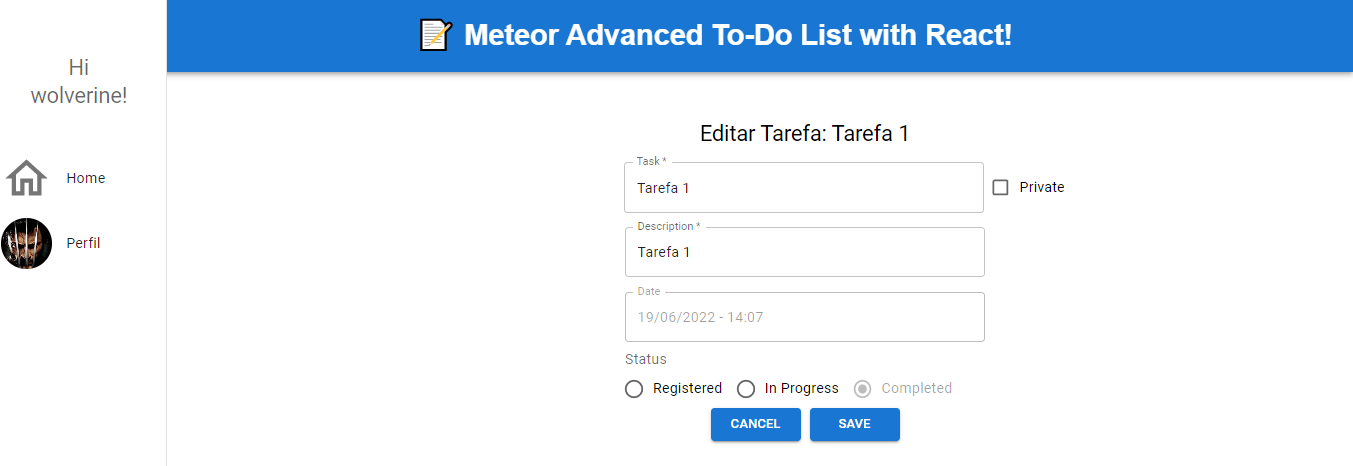 Meteor Advanced To-Do List with React!
Hi
wolverine!
Home
Perfil
Editar Tarefa: Tarefa 1
Task *
Tarefa 1
Private
Description *
Tarefa 1
Date
19/06/2022 - 14:07
Status
Registered In Progress Completed
CANCEL SAVE